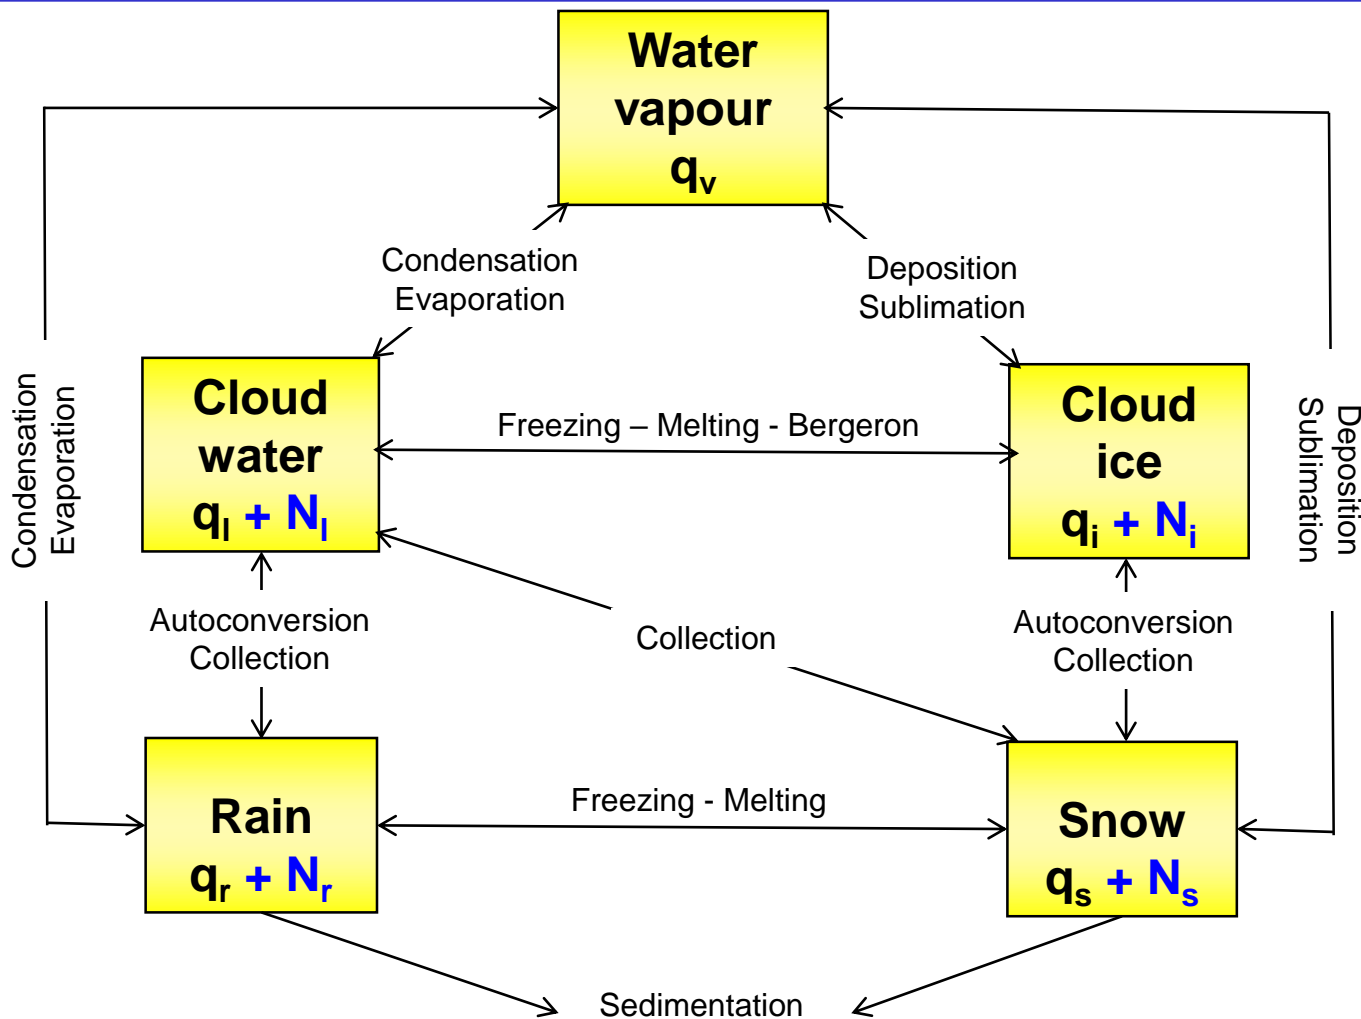 Water
vapour
qv
Condensation
Evaporation
Deposition
Sublimation
Condensation
Evaporation
Cloud
water
ql + Nl
Freezing – Melting - Bergeron
Cloud
ice
qi + Ni
Deposition
Sublimation
Autoconversion
Collection
Collection
Autoconversion
Collection
Rain
qr + Nr
Freezing - Melting
Snow
qs + Ns
Sedimentation